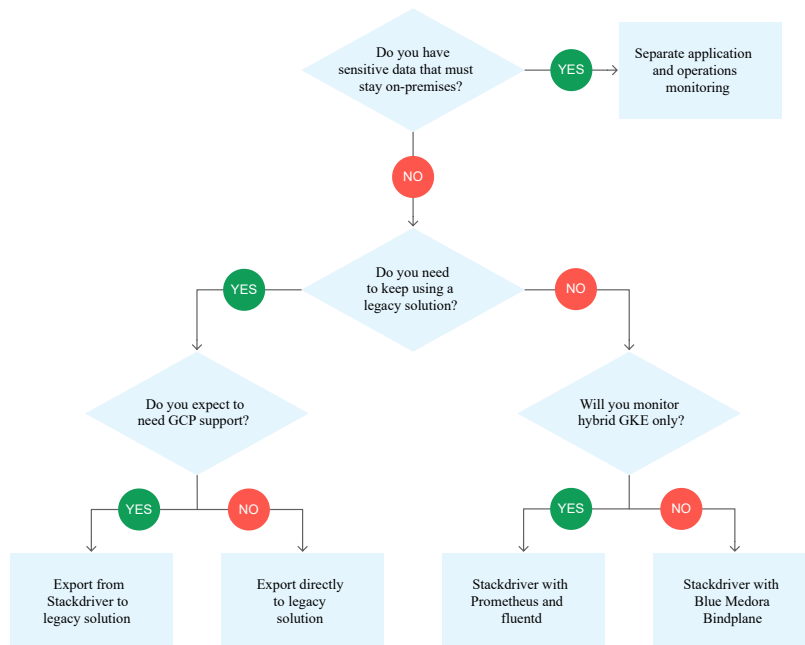 Do you have
sensitive data that must
stay on-premises?
YES
Separate application
and operations
monitoring
NO
Do you need
to keep using a
legacy solution?
YES
NO
Do you expect to
need GCP support?
Will you monitor
hybrid GKE only?
YES
NO
YES
NO
Export from
Stackdriver to
legacy solution
Export directly
to legacy
solution
Stackdriver with
Prometheus and
fluentd
Stackdriver with
Blue Medora
Bindplane